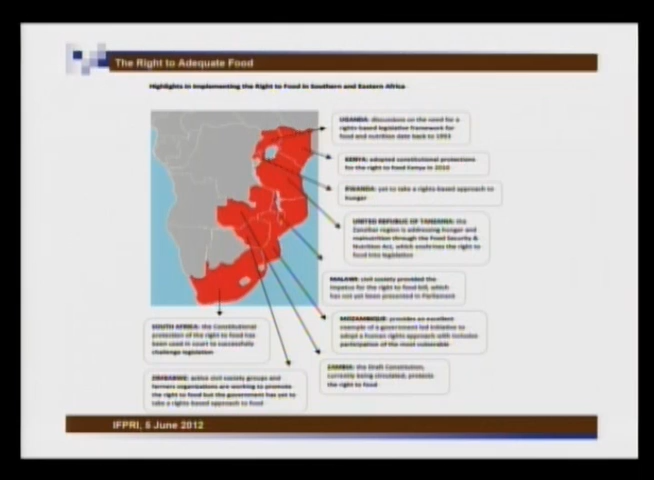 The Right to Adequate Food
Highlights in Implementing the Right to Food in Southern and Eastern Africa
UGANDA: discussions on the need for a
rights-based legislative framework for
food and nutrition date back to 1993
KENYA: adopted constitutional protections
for the right to food Kenya in 2010
RWANDA: yet to take a rights-based approach to
hunger
UNITED REPUBLIC OF TANZANIA: the
Zanzibar region is addressing hunger and
malnutrition through the Food Security &
Nutrition Act, which enshrines the right to
food into legislation
MALAWI: civil society provided the
impetus for the right to food bill, which
has not yet been presented in Parliament
MOZAMBIQUE: provides an excellent
example of a government led initiative to
adopt a human rights approach with inclusive
participation of the most vulnerable
SOUTH AFRICA: the Constitutional
protection of the right to food has
been used in court to successfully
challenge legislation
ZAMBIA: the Draft Constitution,
currently being circulated, protects
the right to food
ZIMBABWE: active civil society groups and
farmers organisations are working to promote
the right to food but the government has yet to
take a rights-based approach to food
IFPRI, 5 June 2012